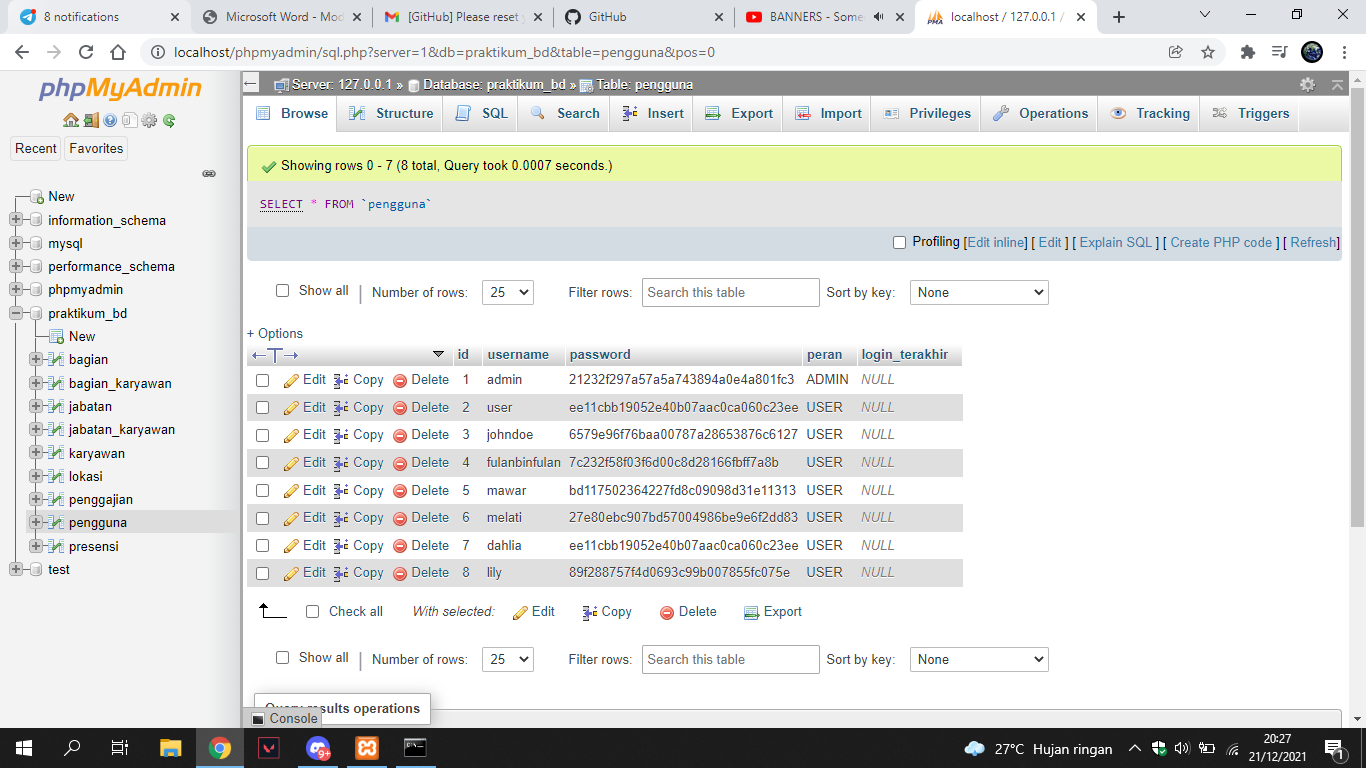 8 notifications
Microsoft Word - Mod
[GitHub] Please reset y
GitHub
BANNERS - Some
localhost / 127.0.0.1 /
localhost/phpmyadmin/sql.php?server=1&db=praktikum_bd&table=pengguna&pos=0
phpMyAdmin
Recent Favorites
New
information_schema
mysql
performance_schema
phpmyadmin
praktikum_bd
New
bagian
bagian_karyawan
jabatan
jabatan_karyawan
karyawan
lokasi
penggajian
pengguna
presensi
test
Server: 127.0.0.1 » Database: praktikum_bd » Table: pengguna
Browse Structure SQL Search Insert Export Import Privileges Operations Tracking Triggers
Showing rows 0 - 7 (8 total, Query took 0.0007 seconds.)
SELECT * FROM `pengguna`
Profiling [Edit inline] [ Edit ] [ Explain SQL ] [ Create PHP code ] [ Refresh]
Show all | Number of rows: 25 Filter rows: Search this table Sort by key: None
+ Options
id username password peran login_terakhir
Edit Copy Delete 1 admin 21232f297a57a5a743894a0e4a801fc3 ADMIN NULL
Edit Copy Delete 2 user ee11cbb19052e40b07aac0ca060c23ee USER NULL
Edit Copy Delete 3 johndoe 6579e96f76baa00787a28653876c6127 USER NULL
Edit Copy Delete 4 fulanbinfulan 7c232f58f03f6d00c8d28166fbff7a8b USER NULL
Edit Copy Delete 5 mawar bd117502364227fd8c09098d31e11313 USER NULL
Edit Copy Delete 6 melati 27e80ebc907bd57004986be9e6f2dd83 USER NULL
Edit Copy Delete 7 dahlia ee11cbb19052e40b07aac0ca060c23ee USER NULL
Edit Copy Delete 8 lily 89f288757f4d0693c99b007855fc075e USER NULL
Check all With selected: Edit Copy Delete Export
Show all | Number of rows: 25 Filter rows: Search this table Sort by key: None
Query results operations
Console
9+
27°C Hujan ringan
20:27
21/12/2021
1